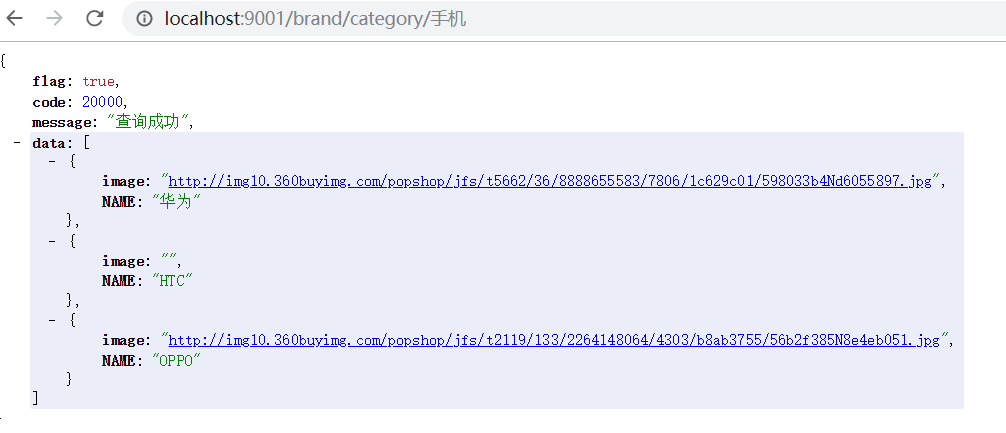 localhost:9001/brand/category/手机
{
flag: true,
code: 20000,
message: "查询成功",
- data: [
- {
image: "http://img10.360buyimg.com/popshop/jfs/t5662/36/8888655583/7806/1c629c01/598033b4Nd6055897.jpg",
NAME: "华为"
},
- {
image: "",
NAME: "HTC"
},
- {
image: "http://img10.360buyimg.com/popshop/jfs/t2119/133/2264148064/4303/b8ab3755/56b2f385N8e4eb051.jpg",
NAME: "OPPO"
}
]